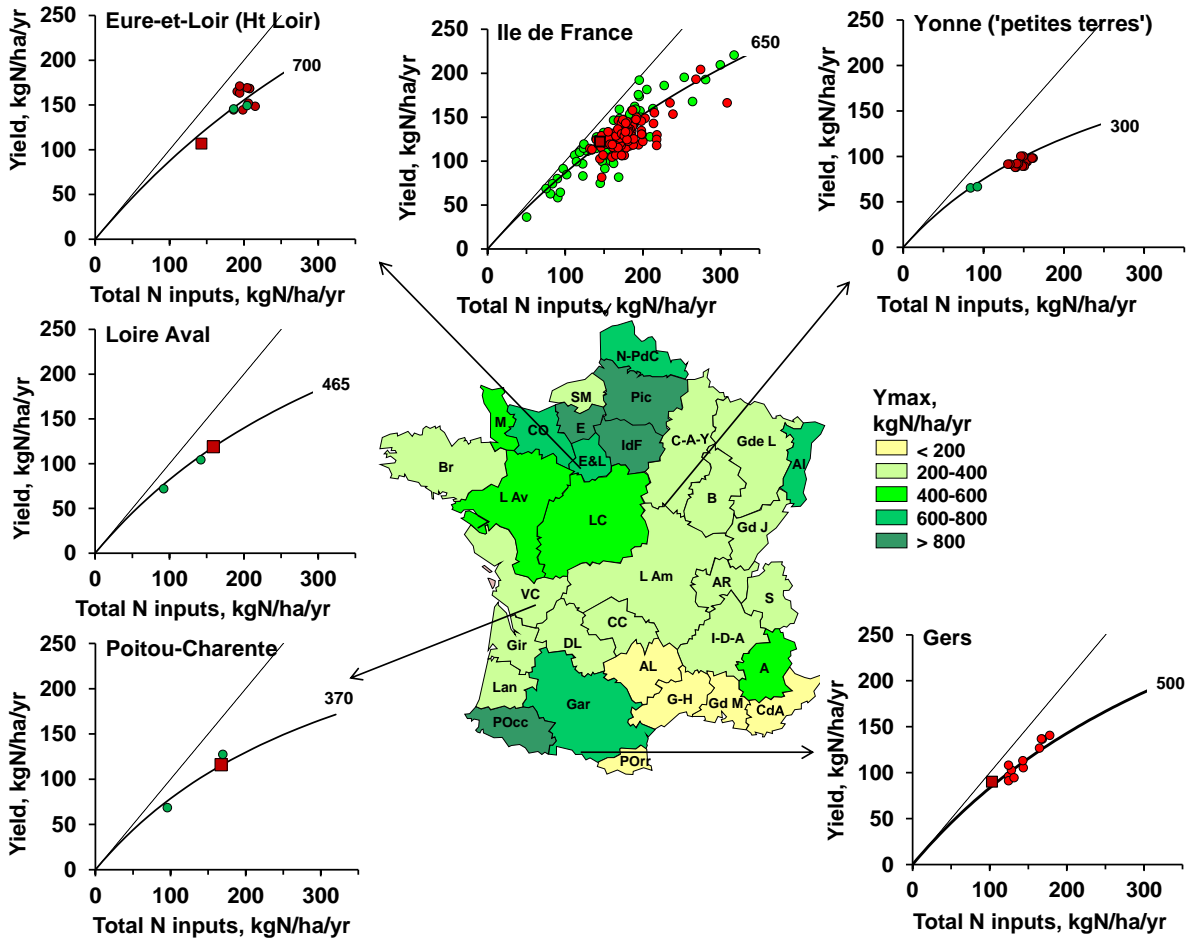 Eure-et-Loir (Ht Loir)
250
200
150
100
50
0
700
Yield, kgN/ha/yr
0 100 200 300
Total N inputs, kgN/ha/yr
Ile de France
250
200
150
100
50
0
650
Yield, kgN/ha/yr
0 100 200 300
Total N inputs, kgN/ha/yr
Yonne ('petites terres')
250
200
150
100
50
0
300
Yield, kgN/ha/yr
0 100 200 300
Total N inputs, kgN/ha/yr
Loire Aval
250
200
150
100
50
0
465
Yield, kgN/ha/yr
0 100 200 300
Total N inputs, kgN/ha/yr
N-PdC
SM
Pic
M
CO
E
IdF
C-A-Y
Gde L
Al
E&L
Br
L Av
LC
B
Gd J
L Am
AR
S
VC
CC
I-D-A
Gir
DL
AL
A
Lan
Gar
G-H
Gd M
CdA
POcc
POrr
Ymax,
kgN/ha/yr
< 200
200-400
400-600
600-800
> 800
Poitou-Charente
250
200
150
100
50
0
370
Yield, kgN/ha/yr
0 100 200 300
Total N inputs, kgN/ha/yr
Gers
250
200
150
100
50
0
500
Yield, kgN/ha/yr
0 100 200 300
Total N inputs, kgN/ha/yr